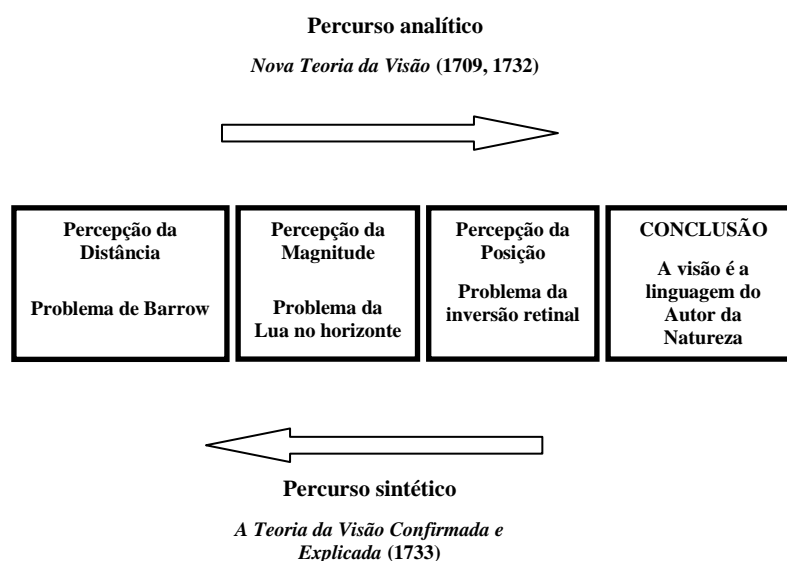 Percurso analítico
Nova Teoria da Visão (1709, 1732)
Percepção da
Distância
Problema de Barrow
Percepção da
Magnitude
Problema da
Lua no horizonte
Percepção da
Posição
Problema da
inversão retinal
CONCLUSÃO
A visão é a
linguagem do
Autor da
Natureza
Percurso sintético
A Teoria da Visão Confirmada e
Explicada (1733)